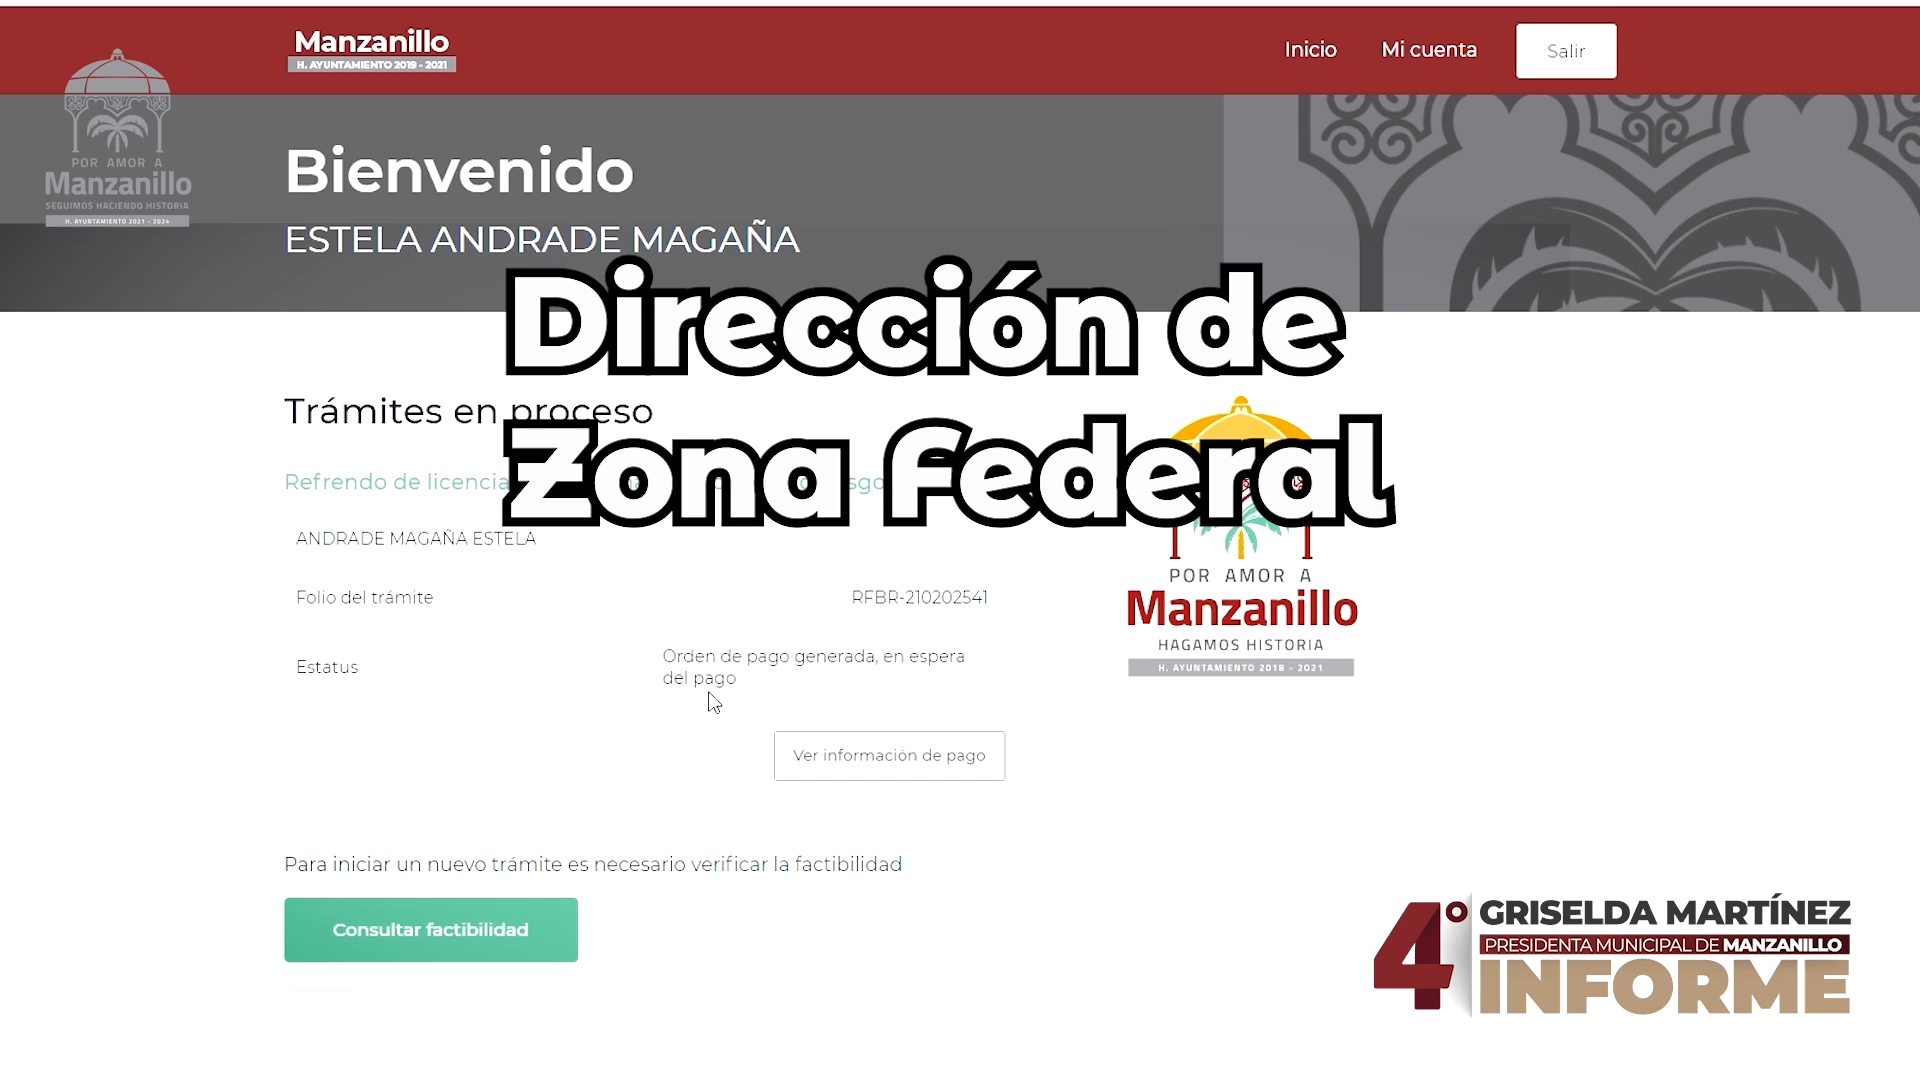 Manzanillo
H. AYUNTAMIENTO 2019 - 2021
Inicio
Mi cuenta
Salir
POR AMOR A
Manzanillo
SEGUIMOS HACIENDO HISTORIA
H. AYUNTAMIENTO 2021 - 2024
Bienvenido
ESTELA ANDRADE MAGAÑA
Dirección de
Zona Federal
Trámites en proceso
Refrendo de licencia
ANDRADE MAGAÑA ESTELA
Folio del trámite
RFBR-210202541
Estatus
Orden de pago generada, en espera
del pago
Ver información de pago
POR AMOR A
Manzanillo
HAGAMOS HISTORIA
H. AYUNTAMIENTO 2018 - 2021
Para iniciar un nuevo trámite es necesario verificar la factibilidad
Consultar factibilidad
4° GRISELDA MARTÍNEZ
PRESIDENTA MUNICIPAL DE MANZANILLO
INFORME